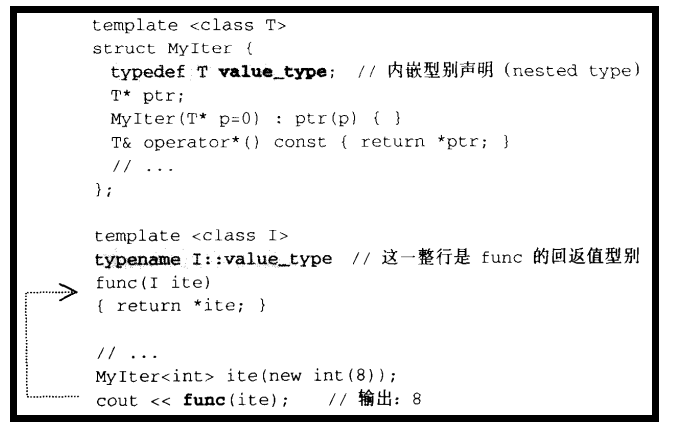 template <class T>
struct MyIter {
typedef T value_type; // 内嵌型别声明 (nested type)
T* ptr;
MyIter(T* p=0) : ptr(p) { }
T& operator*() const { return *ptr; }
// ...
};
template <class I>
typename I::value_type // 这一整行是 func 的回返值型别
func(I ite)
{ return *ite; }
// ...
MyIter<int> ite(new int(8));
cout << func(ite); // 输出: 8